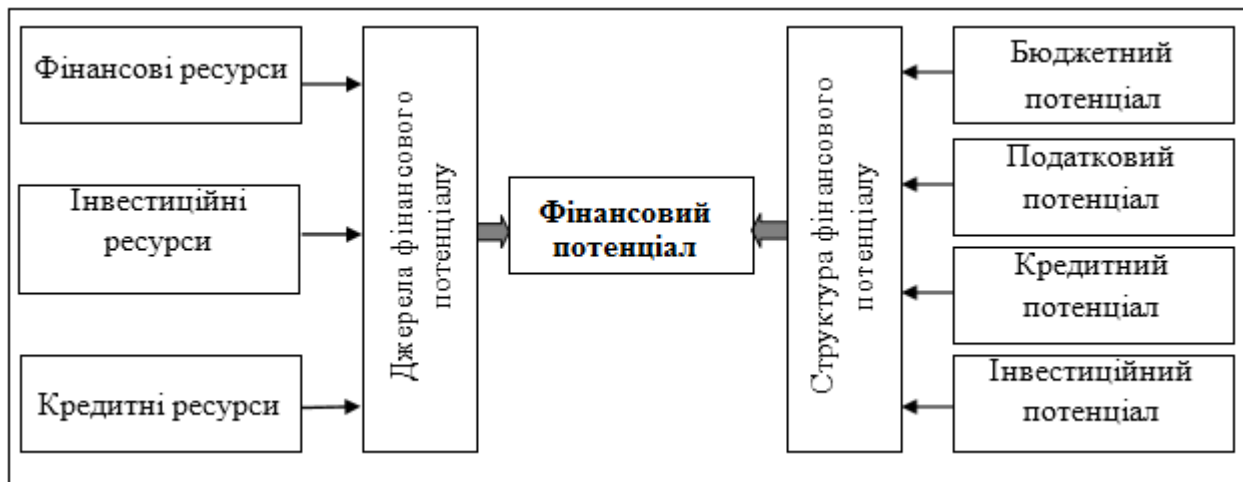 Фінансові ресурси
Інвестиційні
ресурси
Кредитні ресурси
Джерела фінансового
потенціалу
Фінансовий
потенціал
Структура фінансового
потенціалу
Бюджетний
потенціал
Податковий
потенціал
Кредитний
потенціал
Інвестиційний
потенціал